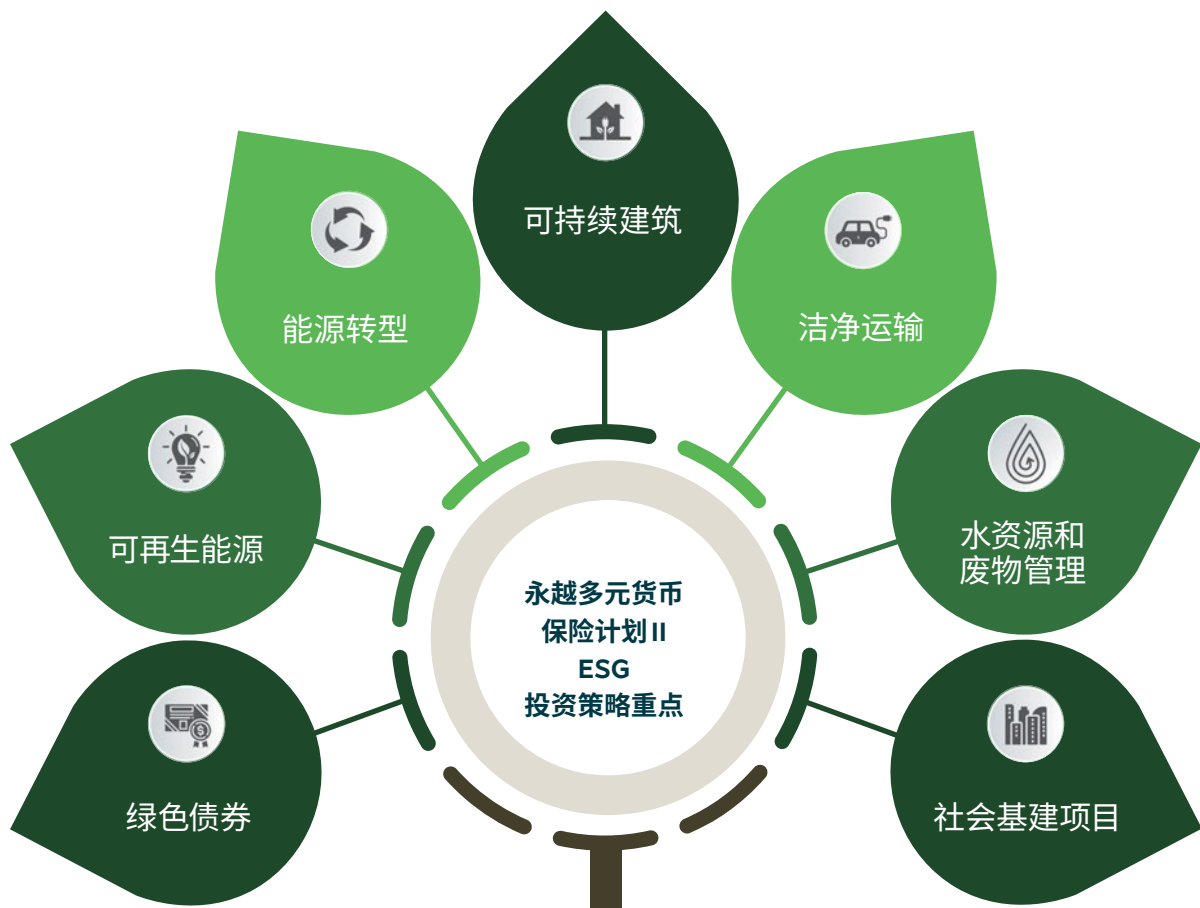 可持续建筑
能源转型
洁净运输
可再生能源
水资源和
废物管理
永越多元货币
保险计划 II
ESG
投资策略重点
绿色债券
社会基建项目